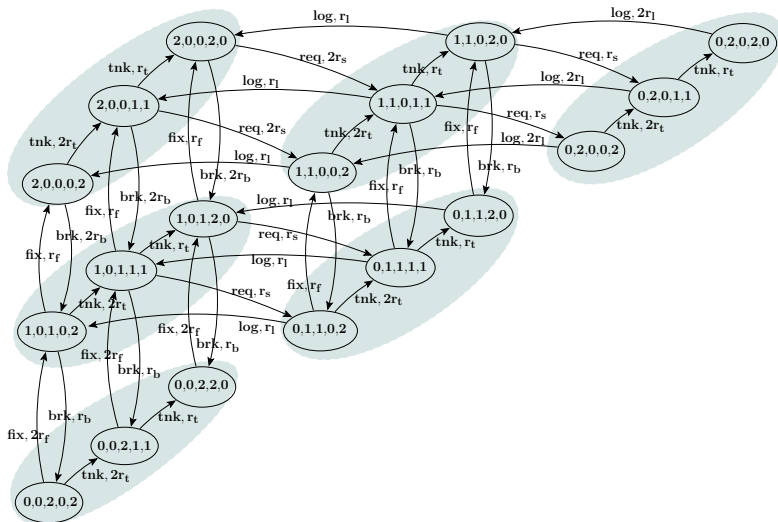 log, r_l
log, 2r_l
2,0,0,2,0
1,1,0,2,0
0,2,0,2,0
req, 2r_s
req, r_s
tnk, r_t
tnk, r_t
tnk, r_t
log, r_l
log, 2r_l
2,0,0,1,1
1,1,0,1,1
0,2,0,1,1
req, 2r_s
req, r_s
fix, r_f
fix, r_f
tnk, 2r_t
tnk, 2r_t
tnk, 2r_t
log, r_l
log, 2r_l
0,2,0,0,2
2,0,0,0,2
1,1,0,0,2
brk, 2r_b
brk, r_b
fix, r_f
fix, r_f
log, r_l
1,0,1,2,0
0,1,1,2,0
brk, 2r_b
brk, r_b
req, r_s
tnk, r_t
tnk, r_t
brk, 2r_b
fix, r_f
log, r_l
1,0,1,1,1
0,1,1,1,1
req, r_s
fix, r_f
tnk, 2r_t
tnk, 2r_t
1,0,1,0,2
0,1,1,0,2
log, r_l
fix, 2r_f
brk, r_b
fix, 2r_f
brk, r_b
0,0,2,2,0
brk, r_b
tnk, r_t
fix, 2r_f
0,0,2,1,1
tnk, 2r_t
0,0,2,0,2